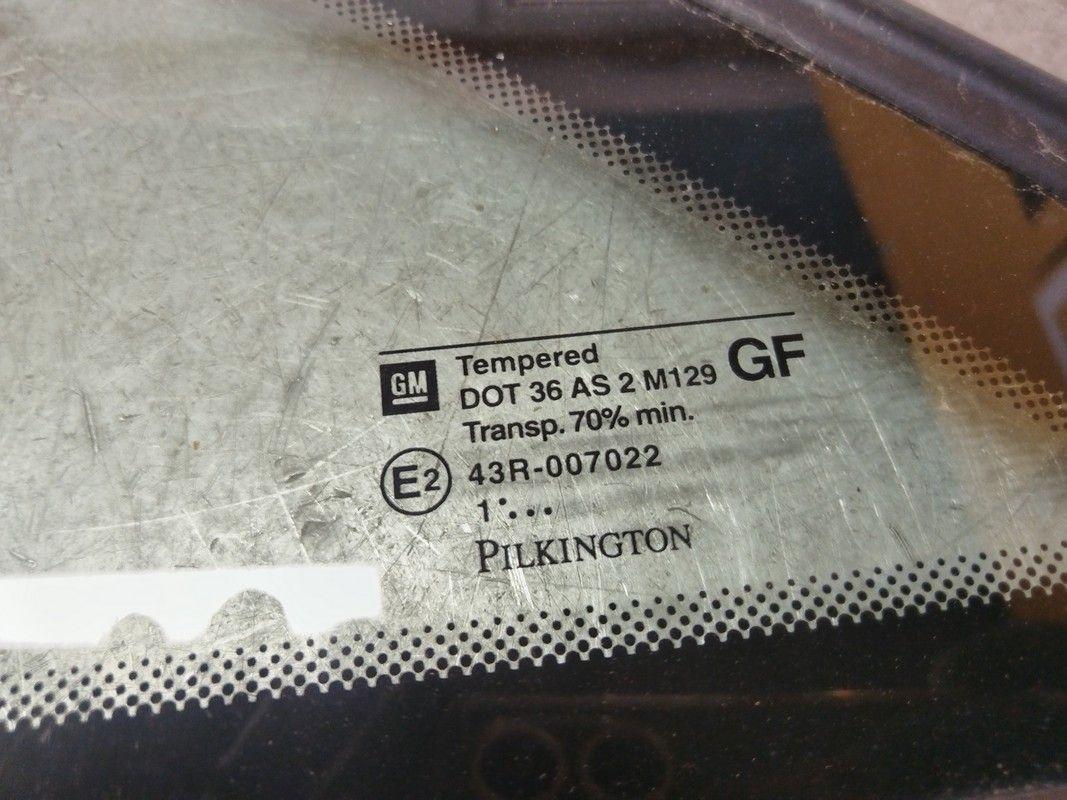 GM Tempered GF
DOT 36 AS 2 M129
Transp. 70% min.
E2 43R-007022
1
PILKINGTON